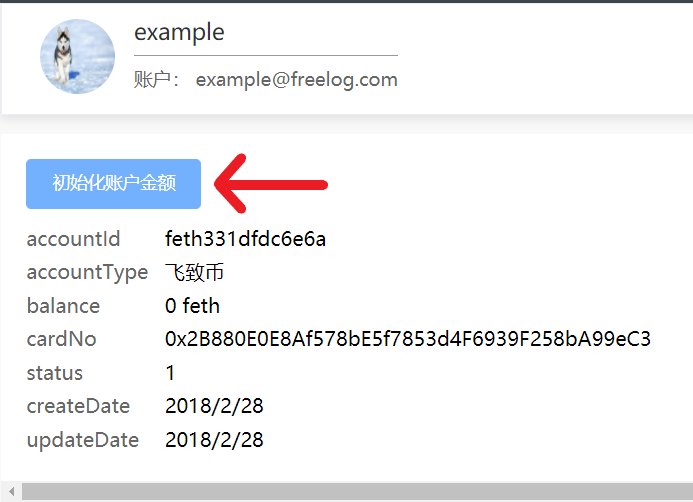 example
账户： example@freelog.com
初始化账户金额
accountId feth331dfdc6e6a
accountType 飞致币
balance 0 feth
cardNo 0x2B880E0E8Af578bE5f7853d4F6939F258bA99eC3
status 1
createDate 2018/2/28
updateDate 2018/2/28